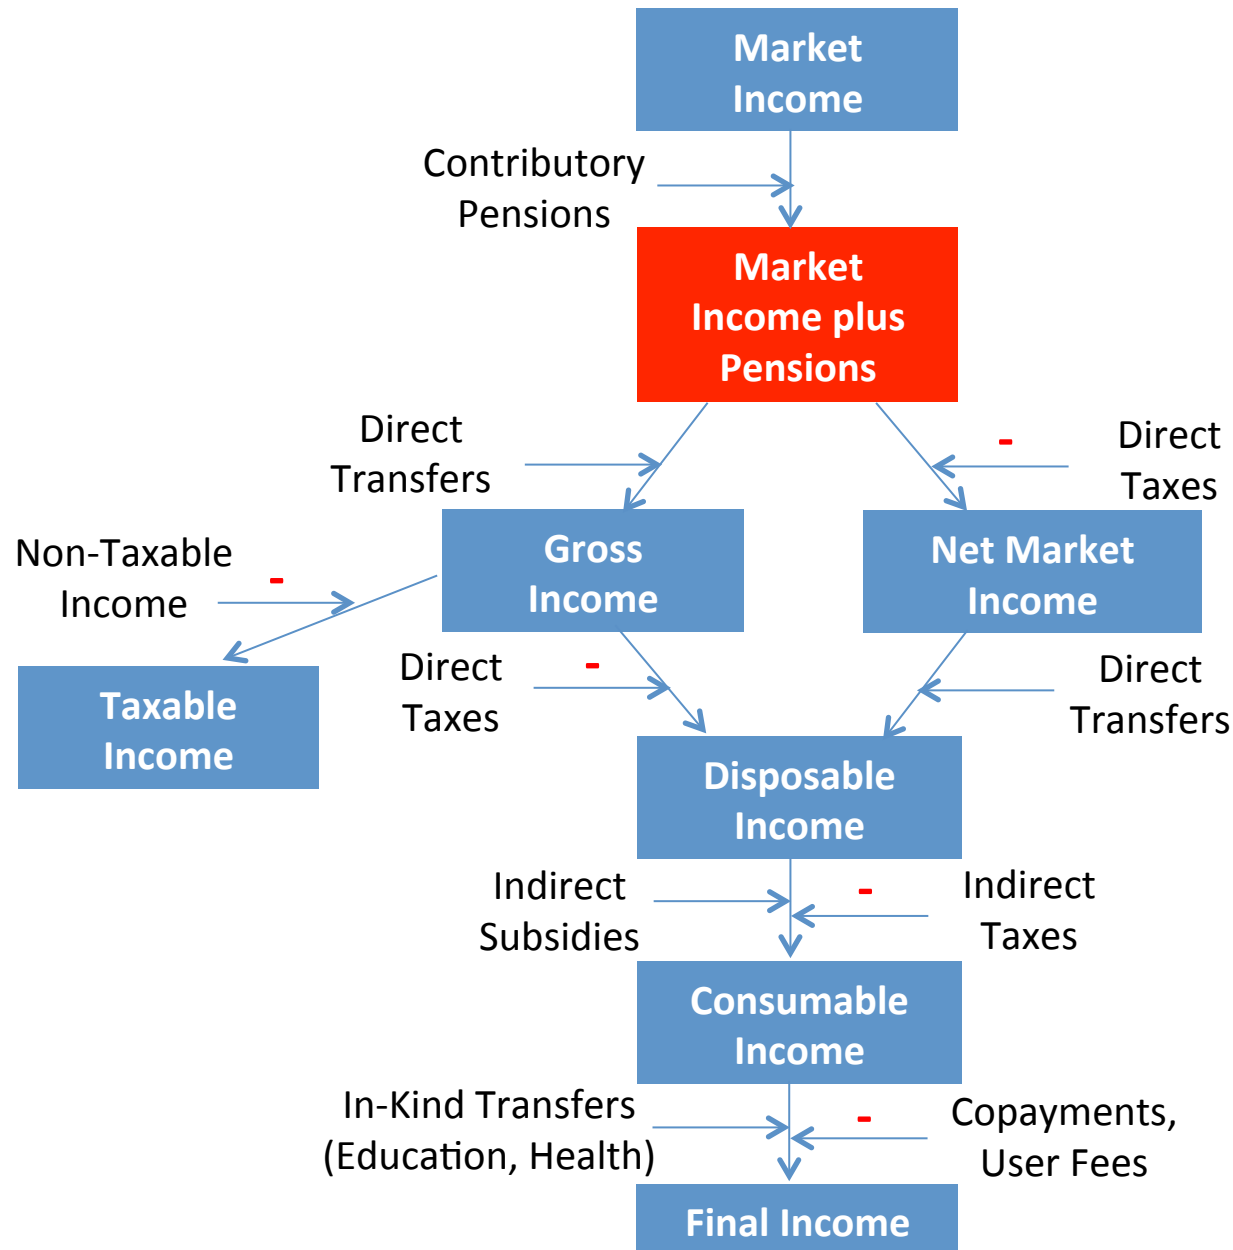 Market
Income
Contributory
Pensions
Market
Income plus
Pensions
Direct
Transfers
-
Direct
Taxes
Non-Taxable
Income
-
Gross
Income
Net Market
Income
Taxable
Income
Direct
Taxes
-
Direct
Transfers
Disposable
Income
Indirect
Subsidies
-
Indirect
Taxes
Consumable
Income
In-Kind Transfers
(Education, Health)
-
Copayments,
User Fees
Final Income